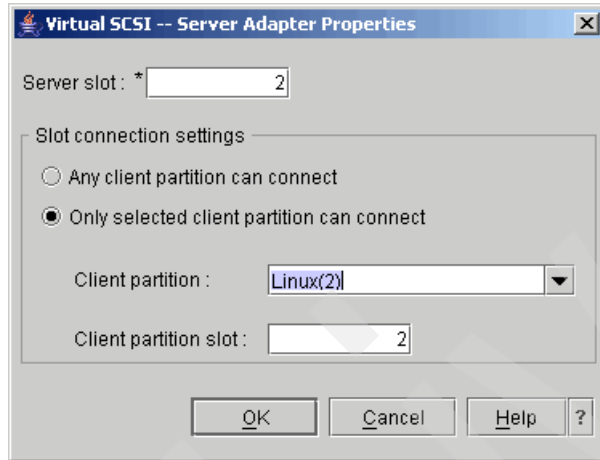 Virtual SCSI -- Server Adapter Properties
Server slot : * 2
Slot connection settings
Any client partition can connect
Only selected client partition can connect
Client partition : Linux(2)
Client partition slot : 2
OK Cancel Help ?